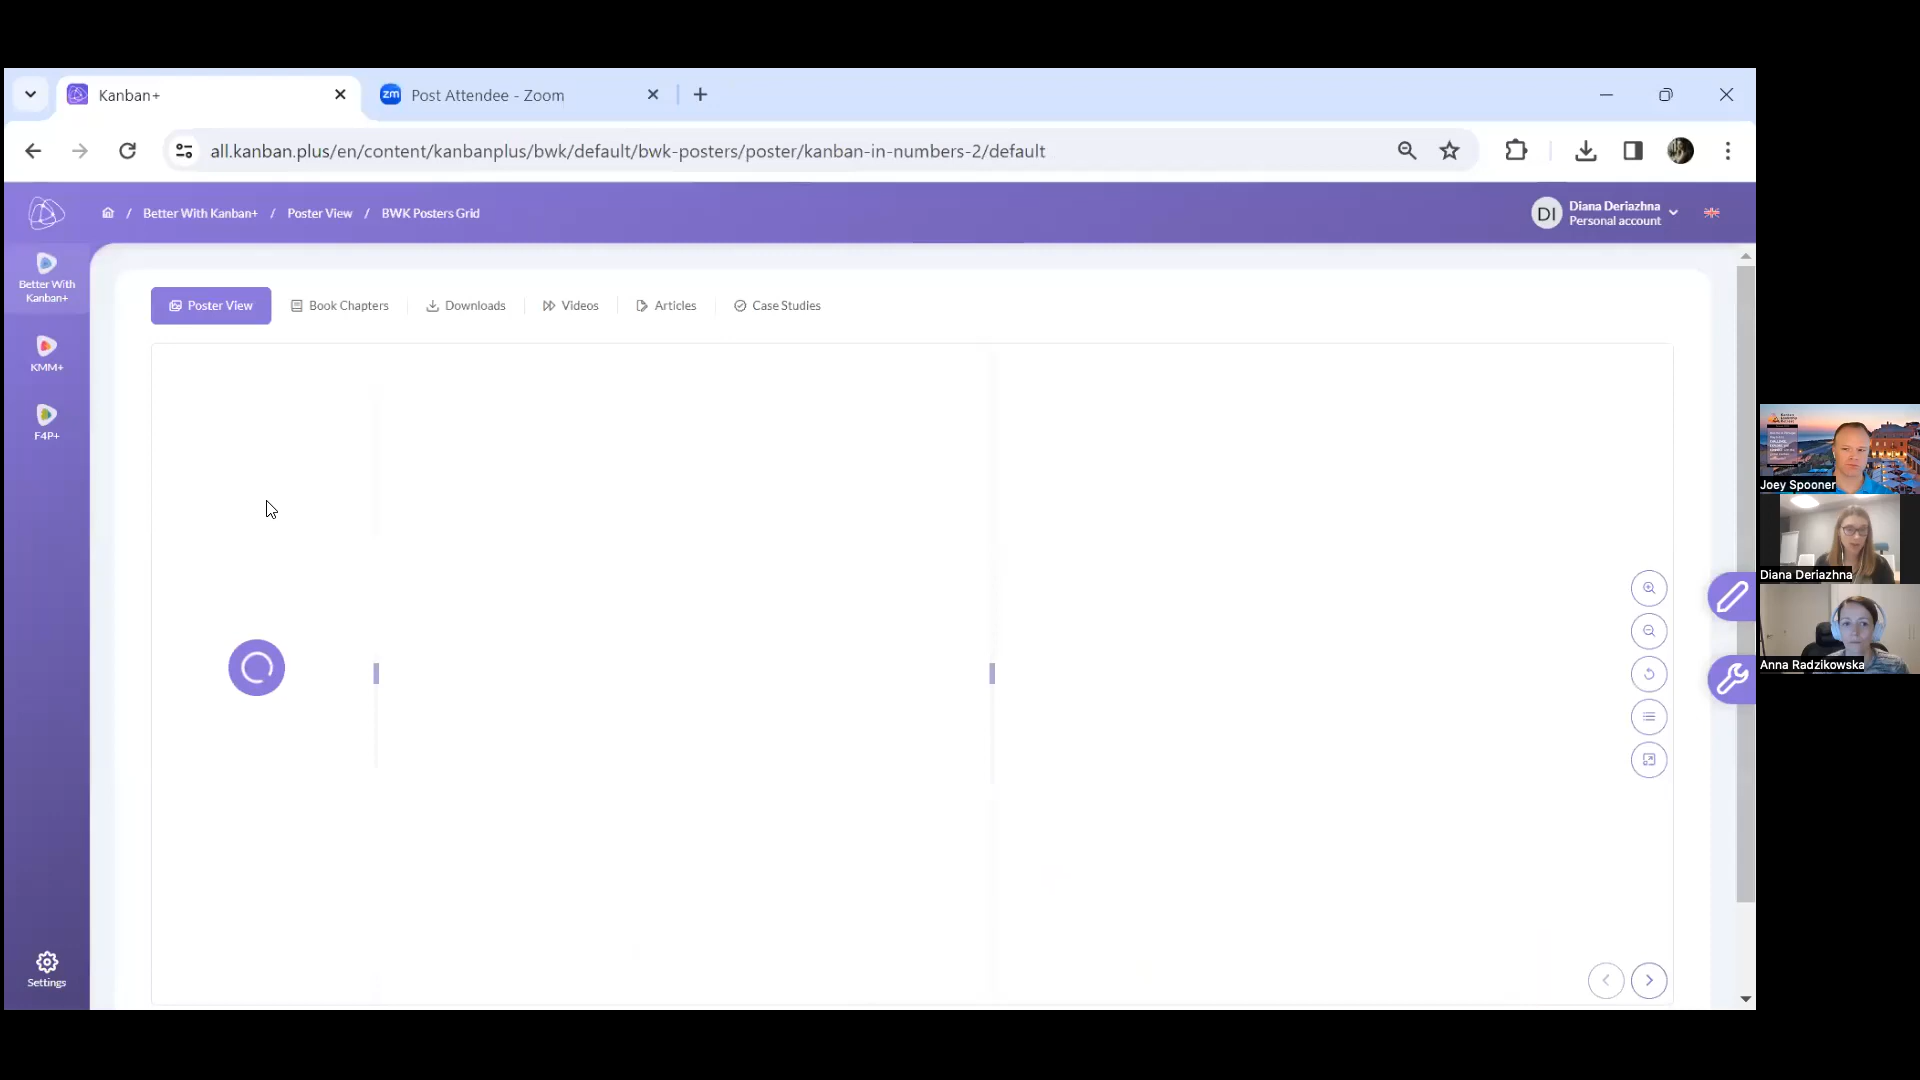 Kanban+
zm
Post Attendee - Zoom
all.kanban.plus/en/content/kanbanplus/bwk/default/bwk-posters/poster/kanban-in-numbers-2/default
/ Better With Kanban+ / Poster View / BWK Posters Grid
DI
Diana Deriazhna
Personal account
Better With
Kanban+
KMM+
F4P+
Settings
Poster View
Book Chapters
Downloads
Videos
Articles
Case Studies
Joey Spooner
Diana Deriazhna
Anna Radzikowska